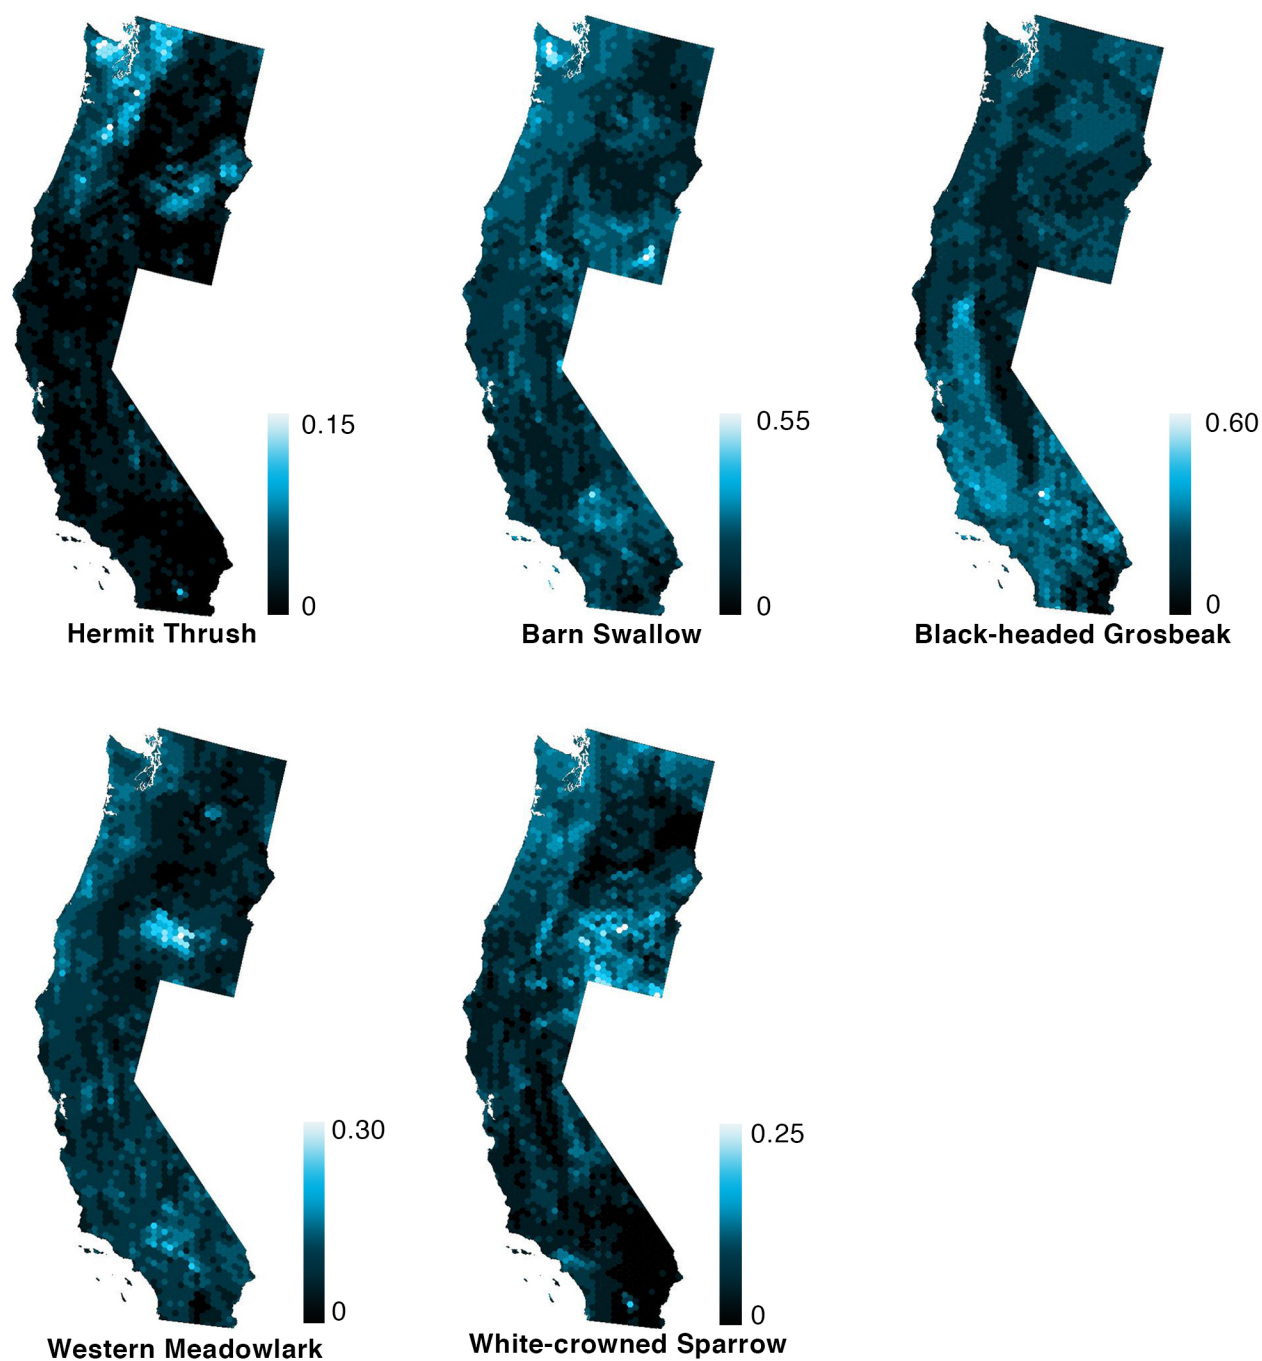 0.15
0
Hermit Thrush
0.55
0
Barn Swallow
0.60
0
Black-headed Grosbeak
0.30
0
Western Meadowlark
0.25
0
White-crowned Sparrow